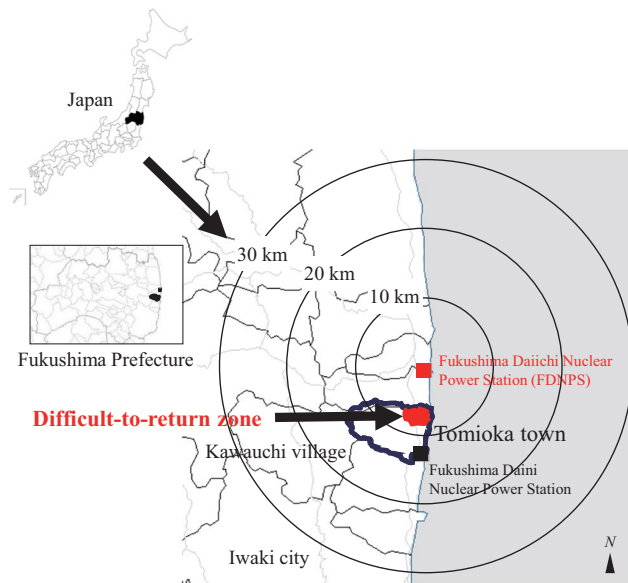 Japan
30 km
20 km
10 km
Fukushima Prefecture
Fukushima Daiichi Nuclear
Power Station (FDNPS)
Difficult-to-return zone
Tomioka town
Kawauchi village
Fukushima Daini
Nuclear Power Station
Iwaki city
N